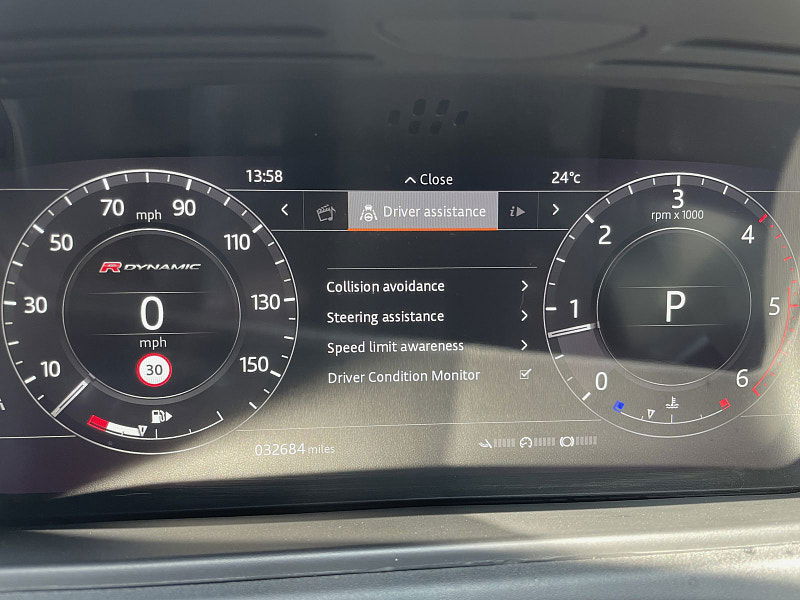 13:58
Close
24°c
Driver assistance
i
70 mph 90
50
110
R DYNAMIC
30
0
130
mph
30
10
150
Collision avoidance
Steering assistance
Speed limit awareness
Driver Condition Monitor
032684 miles
3
rpm x 1000
2
4
1
P
5
0
6